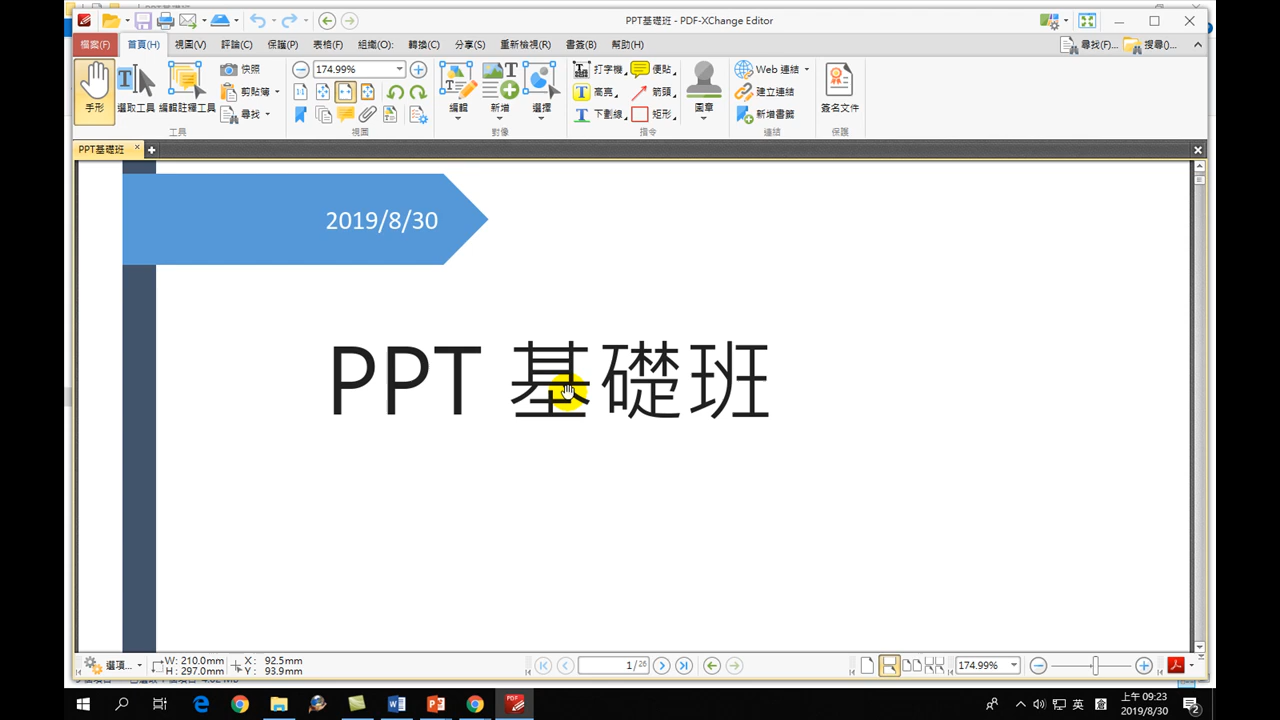 PPT基礎班 - PDF-XChange Editor
檔案(F) 首頁(H) 視圖(V) 評論(C) 保護(P) 表格(F) 組織(O): 轉換(C) 分享(S) 重新檢視(R) 書簽(B) 幫助(H) 尋找(F)... 搜尋():
手形 選取工具 編輯註釋工具 快照 剪貼簿 尋找 工具
174.99% 視圖
編輯 新增 選擇 對像
打字機 便貼 高亮 箭頭 下劃線 矩形 圖章 指令
Web 連結 建立連結 新增書籤 連結
簽名文件 保護
PPT基礎班
2019/8/30
PPT 基礎班
選項... W: 210.0mm H: 297.0mm X: 92.5mm Y: 93.9mm 1/26 174.99%
英 上午 09:23
2019/8/30 2